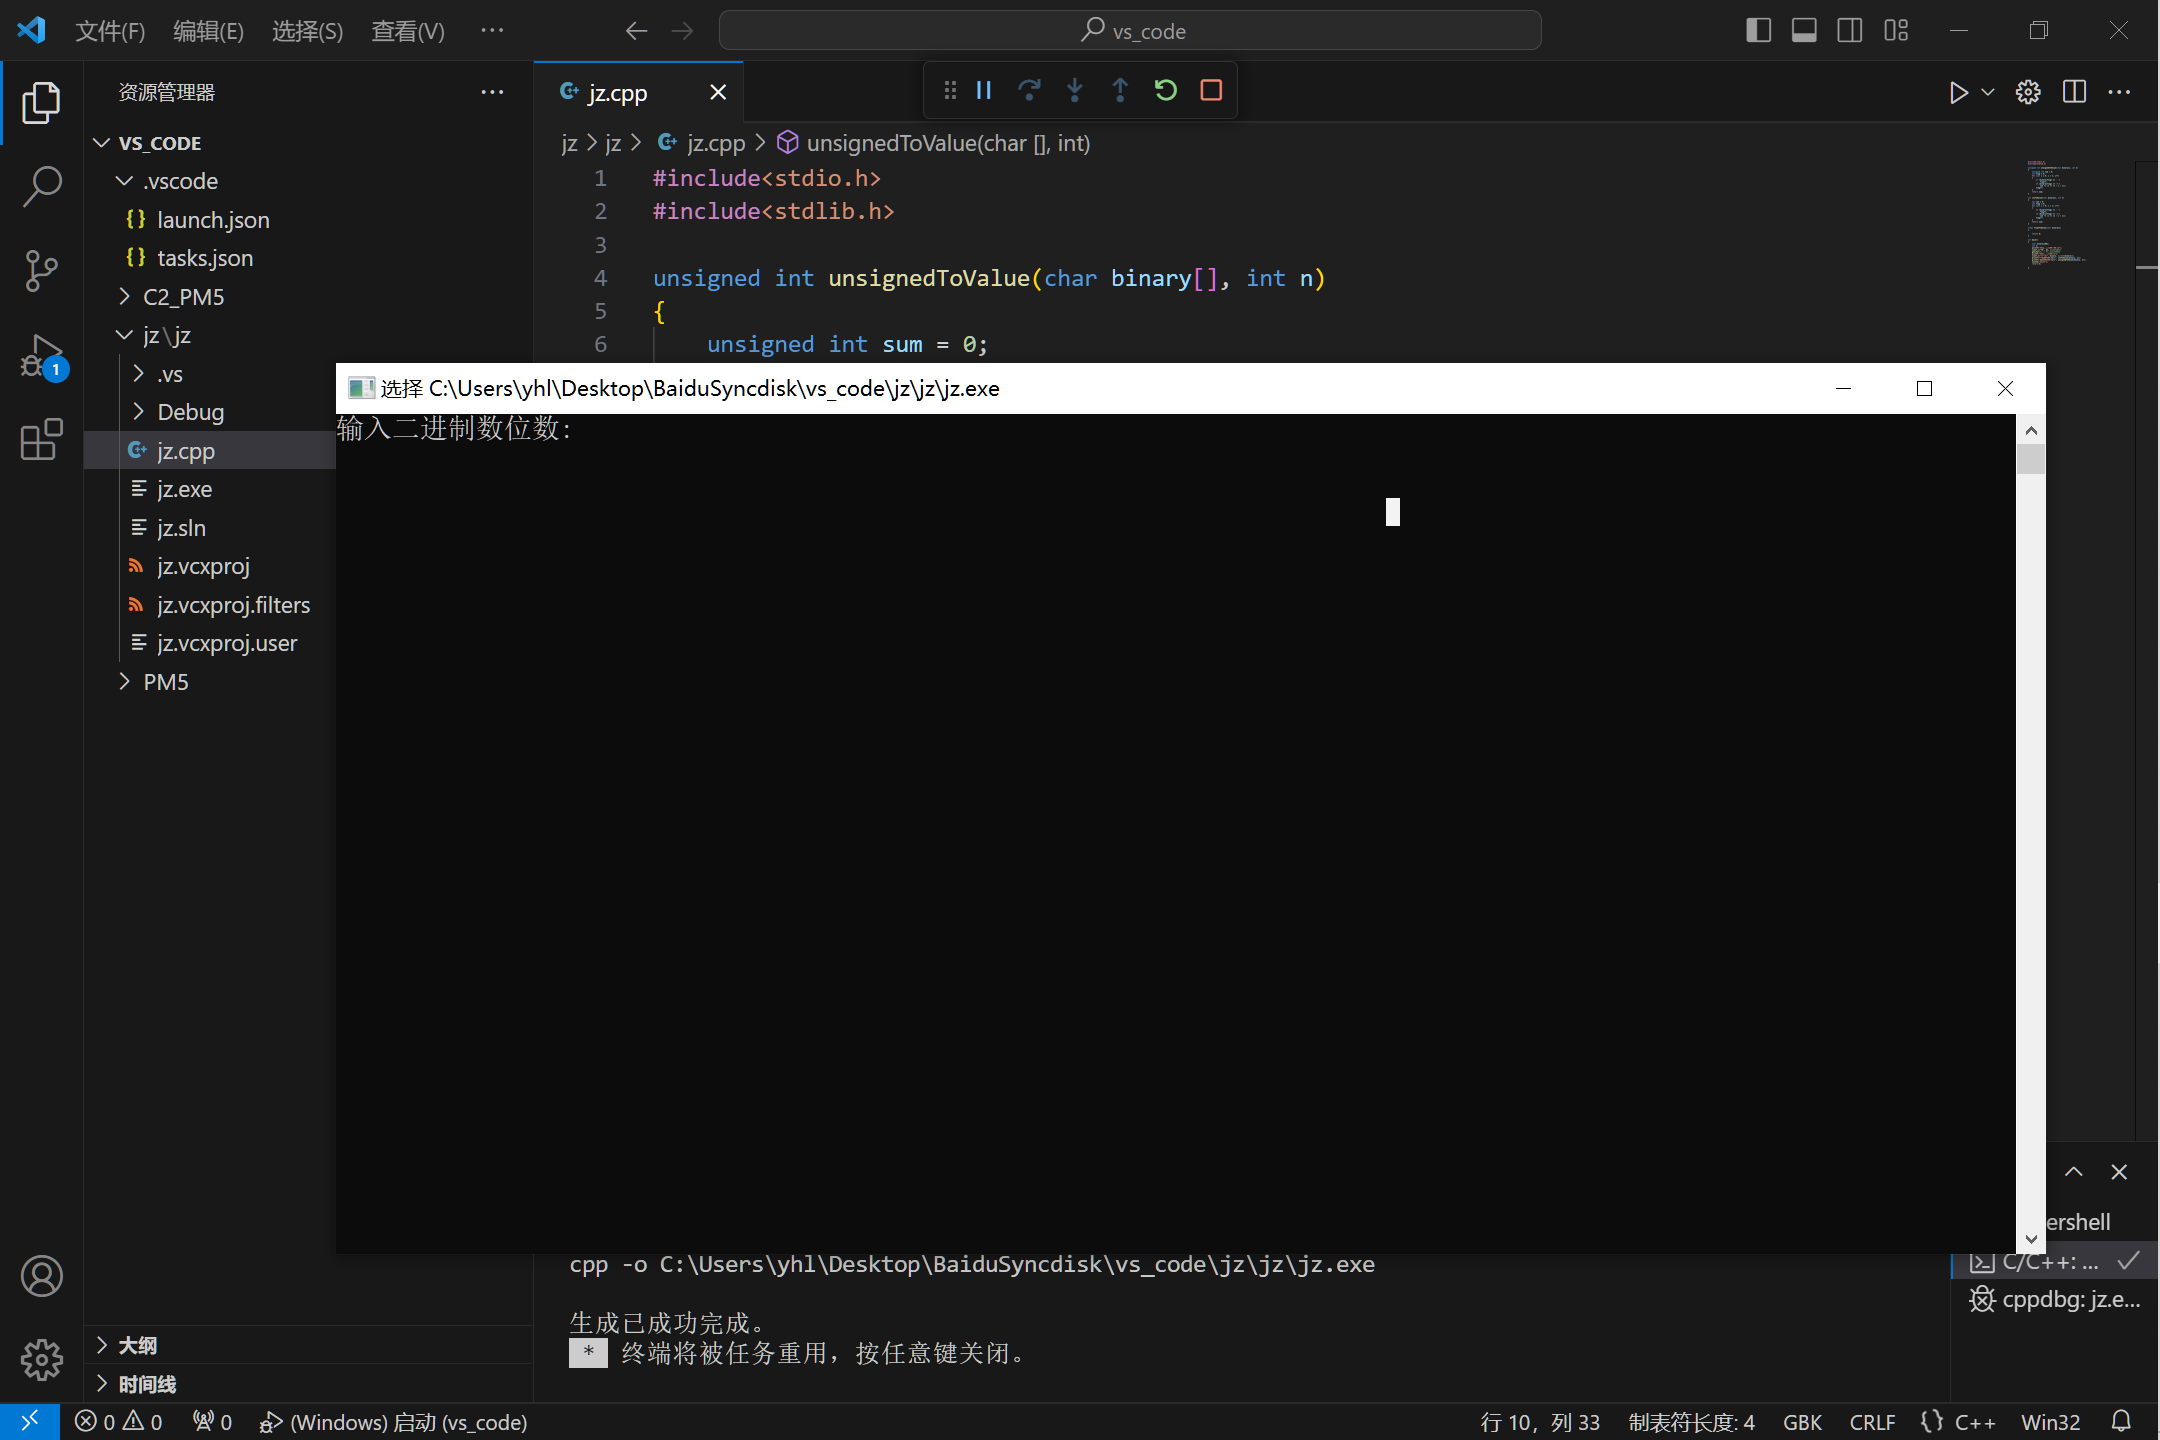 文件(F) 编辑(E) 选择(S) 查看(V) ··· vs_code
资源管理器 ···
VS_CODE
.vscode
{} launch.json
{} tasks.json
C2_PM5
jz\jz
.vs
Debug
jz.cpp
jz.exe
jz.sln
jz.vcxproj
jz.vcxproj.filters
jz.vcxproj.user
PM5
大纲
时间线
jz.cpp
jz > jz > jz.cpp > unsignedToValue(char [], int)
1 #include<stdio.h>
2 #include<stdlib.h>
3
4 unsigned int unsignedToValue(char binary[], int n)
5 {
6 unsigned int sum = 0;
选择 C:\Users\yhl\Desktop\BaiduSyncdisk\vs_code\jz\jz\jz.exe
输入二进制数位数:
cpp -o C:\Users\yhl\Desktop\BaiduSyncdisk\vs_code\jz\jz\jz.exe
生成已成功完成。
* 终端将被任务重用，按任意键关闭。
ershell
C/C++: ...
cppdbg: jz.e...
1
0 0 0 (Windows) 启动 (vs_code) 行 10，列 33 制表符长度: 4 GBK CRLF {} C++ Win32